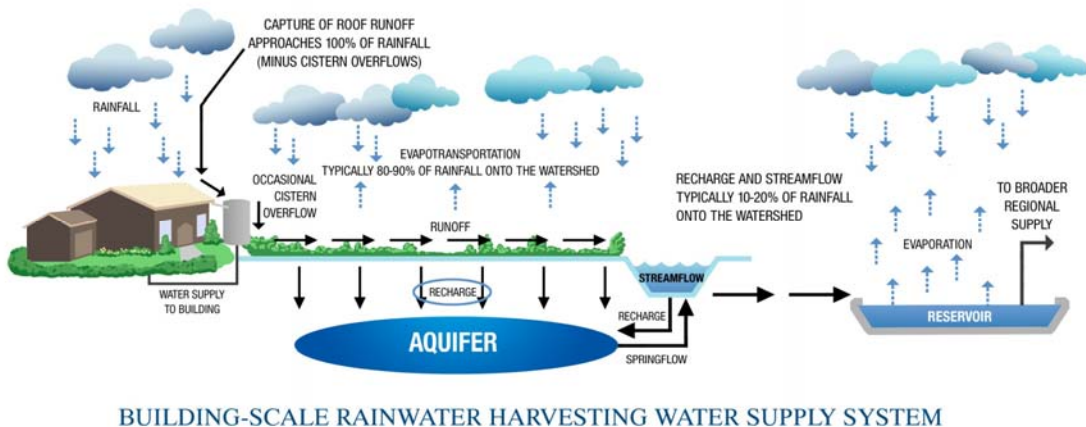 CAPTURE OF ROOF RUNOFF
APPROACHES 100% OF RAINFALL
(MINUS CISTERN OVERFLOWS)
RAINFALL
EVAPOTRANSPORTATION
TYPICALLY 80-90% OF RAINFALL ONTO THE WATERSHED
OCCASIONAL
CISTERN
OVERFLOW
RUNOFF
RECHARGE AND STREAMFLOW
TYPICALLY 10-20% OF RAINFALL
ONTO THE WATERSHED
TO BROADER
REGIONAL
SUPPLY
EVAPORATION
WATER SUPPLY
TO BUILDING
RECHARGE
STREAMFLOW
RECHARGE
AQUIFER
SPRINGFLOW
RESERVOIR
BUILDING-SCALE RAINWATER HARVESTING WATER SUPPLY SYSTEM